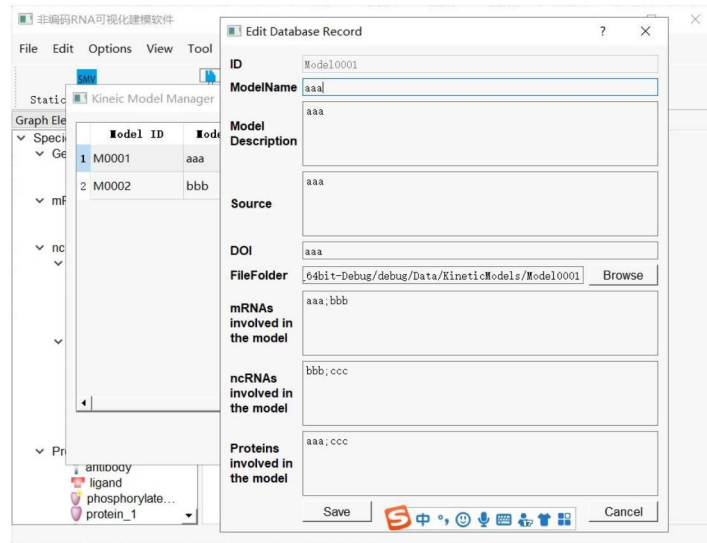 非编码RNA可视化建模软件
File Edit Options View Tool
SMV
Static
Graph Ele
Speci
Ge
mR
nc
Pr
antibody
ligand
phosphorylate...
protein_1
Kineic Model Manager
Model ID Mode
1 M0001 aaa
2 M0002 bbb
Edit Database Record ?
ID Model0001
ModelName aaa
Model
Description
aaa
Source
aaa
DOI aaa
FileFolder _64bit-Debug/debug/Data/KineticModels/Model0001 Browse
mRNAs
involved in
the model
aaa;bbb
ncRNAs
involved in
the model
bbb;ccc
Proteins
involved in
the model
aaa;ccc
Save Cancel
中